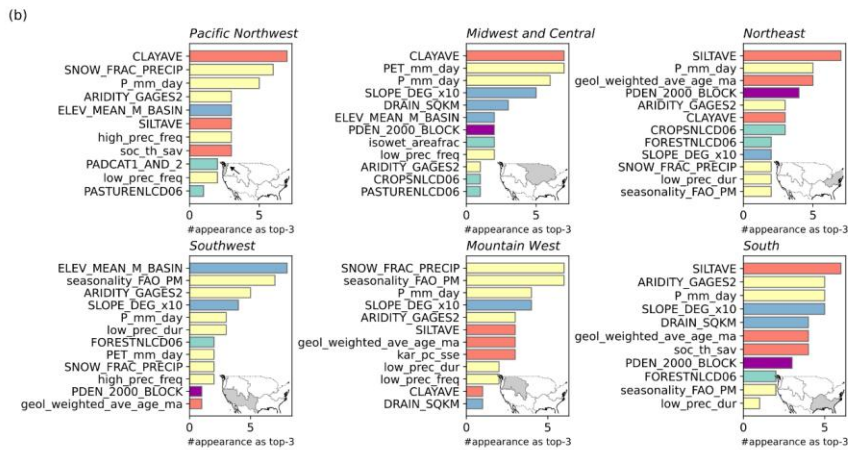 (b)
Pacific Northwest
CLAYAVE
SNOW_FRAC_PRECIP
P_mm_day
ARIDITY_GAGES2
ELEV_MEAN_M_BASIN
SILTAVE
high_prec_freq
soc_th_sav
PADCAT1_AND_2
low_prec_freq
PASTURENLCD06
0 5
#appearance as top-3
Midwest and Central
CLAYAVE
PET_mm_day
P_mm_day
SLOPE_DEG_x10
DRAIN_SQKM
ELEV_MEAN_M_BASIN
PDEN_2000_BLOCK
isowet_areafrac
low_prec_freq
ARIDITY_GAGES2
CROPSNLCD06
PASTURENLCD06
0 5
#appearance as top-3
Northeast
SILTAVE
P_mm_day
geol_weighted_ave_age_ma
PDEN_2000_BLOCK
ARIDITY_GAGES2
CLAYAVE
CROPSNLCD06
FORESTNLCD06
SLOPE_DEG_x10
SNOW_FRAC_PRECIP
low_prec_dur
seasonality_FAO_PM
0 5
#appearance as top-3
Southwest
ELEV_MEAN_M_BASIN
seasonality_FAO_PM
ARIDITY_GAGES2
SLOPE_DEG_x10
P_mm_day
low_prec_dur
FORESTNLCD06
PET_mm_day
SNOW_FRAC_PRECIP
high_prec_freq
PDEN_2000_BLOCK
geol_weighted_ave_age_ma
0 5
#appearance as top-3
Mountain West
SNOW_FRAC_PRECIP
seasonality_FAO_PM
P_mm_day
SLOPE_DEG_x10
ARIDITY_GAGES2
SILTAVE
geol_weighted_ave_age_ma
kar_pc_sse
low_prec_dur
low_prec_freq
CLAYAVE
DRAIN_SQKM
0 5
#appearance as top-3
South
SILTAVE
ARIDITY_GAGES2
P_mm_day
SLOPE_DEG_x10
DRAIN_SQKM
geol_weighted_ave_age_ma
soc_th_sav
PDEN_2000_BLOCK
FORESTNLCD06
seasonality_FAO_PM
low_prec_dur
0 5
#appearance as top-3